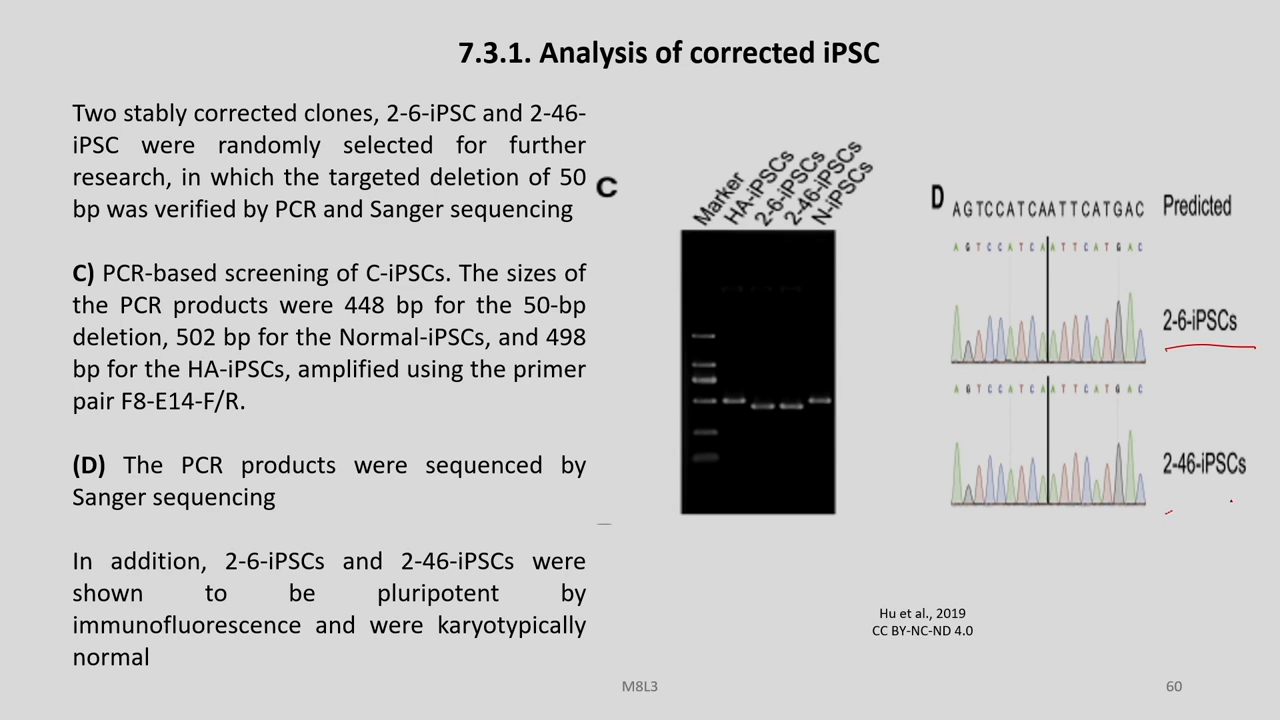 7.3.1. Analysis of corrected iPSC
Two stably corrected clones, 2-6-iPSC and 2-46-
iPSC were randomly selected for further
research, in which the targeted deletion of 50
bp was verified by PCR and Sanger sequencing
C) PCR-based screening of C-iPSCs. The sizes of
the PCR products were 448 bp for the 50-bp
deletion, 502 bp for the Normal-iPSCs, and 498
bp for the HA-iPSCs, amplified using the primer
pair F8-E14-F/R.
(D) The PCR products were sequenced by
Sanger sequencing
In addition, 2-6-iPSCs and 2-46-iPSCs were
shown to be pluripotent by
immunofluorescence and were karyotypically
normal
C
Marker
HA-iPSCs
2-6-iPSCs
2-46-iPSCs
N-iPSCs
D
AGTCCATCAATTCATGAC Predicted
A G T C C A T C A A T T C A T G A C
2-6-iPSCs
A G T C C A T C A A T T C A T G A C
2-46-iPSCs
Hu et al., 2019
CC BY-NC-ND 4.0
M8L3
60